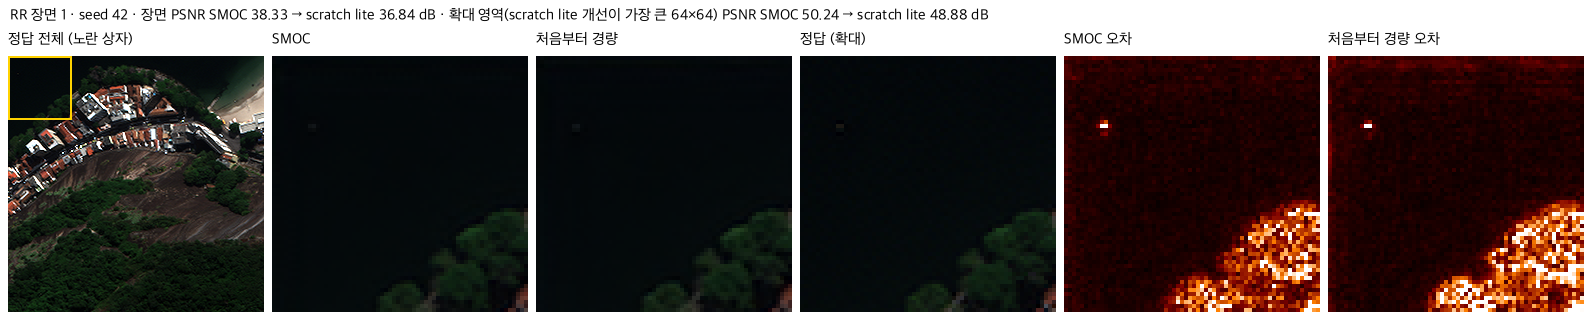 RR 장면 1 · seed 42 · 장면 PSNR SMOC 38.33 → scratch lite 36.84 dB · 확대 영역(scratch lite 개선이 가장 큰 64×64) PSNR SMOC 50.24 → scratch lite 48.88 dB
정답 전체 (노란 상자)
SMOC
처음부터 경량
정답 (확대)
SMOC 오차
처음부터 경량 오차